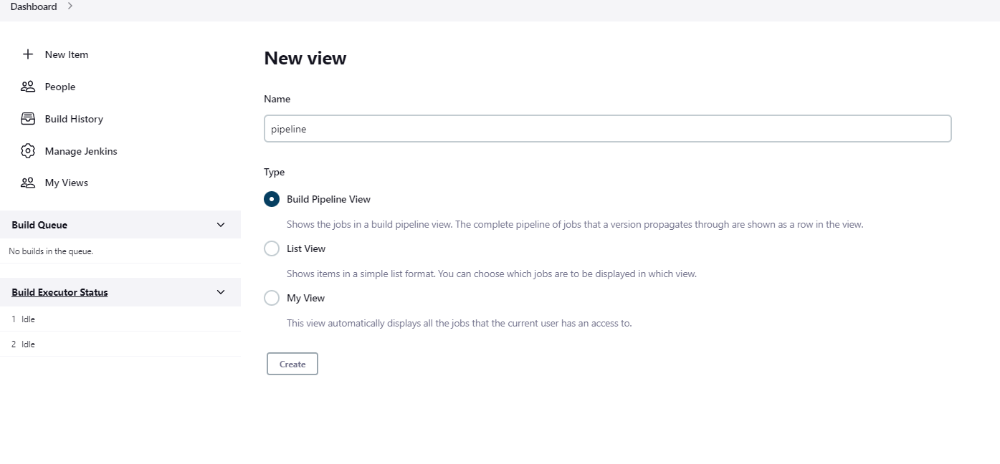 Dashboard
New Item
People
Build History
Manage Jenkins
My Views
Build Queue
No builds in the queue.
Build Executor Status
1 Idle
2 Idle
New view
Name
pipeline
Type
Build Pipeline View
Shows the jobs in a build pipeline view. The complete pipeline of jobs that a version propagates through are shown as a row in the view.
List View
Shows items in a simple list format. You can choose which jobs are to be displayed in which view.
My View
This view automatically displays all the jobs that the current user has an access to.
Create